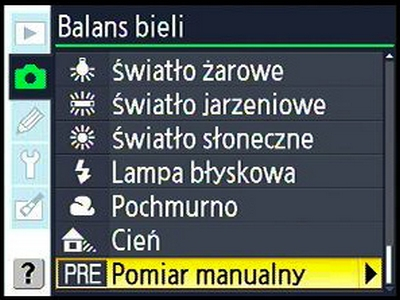 Balans bieli
Światło żarowe
Światło jarzeniowe
Światło słoneczne
Lampa błyskowa
Pochmurno
Cień
? PRE Pomiar manualny